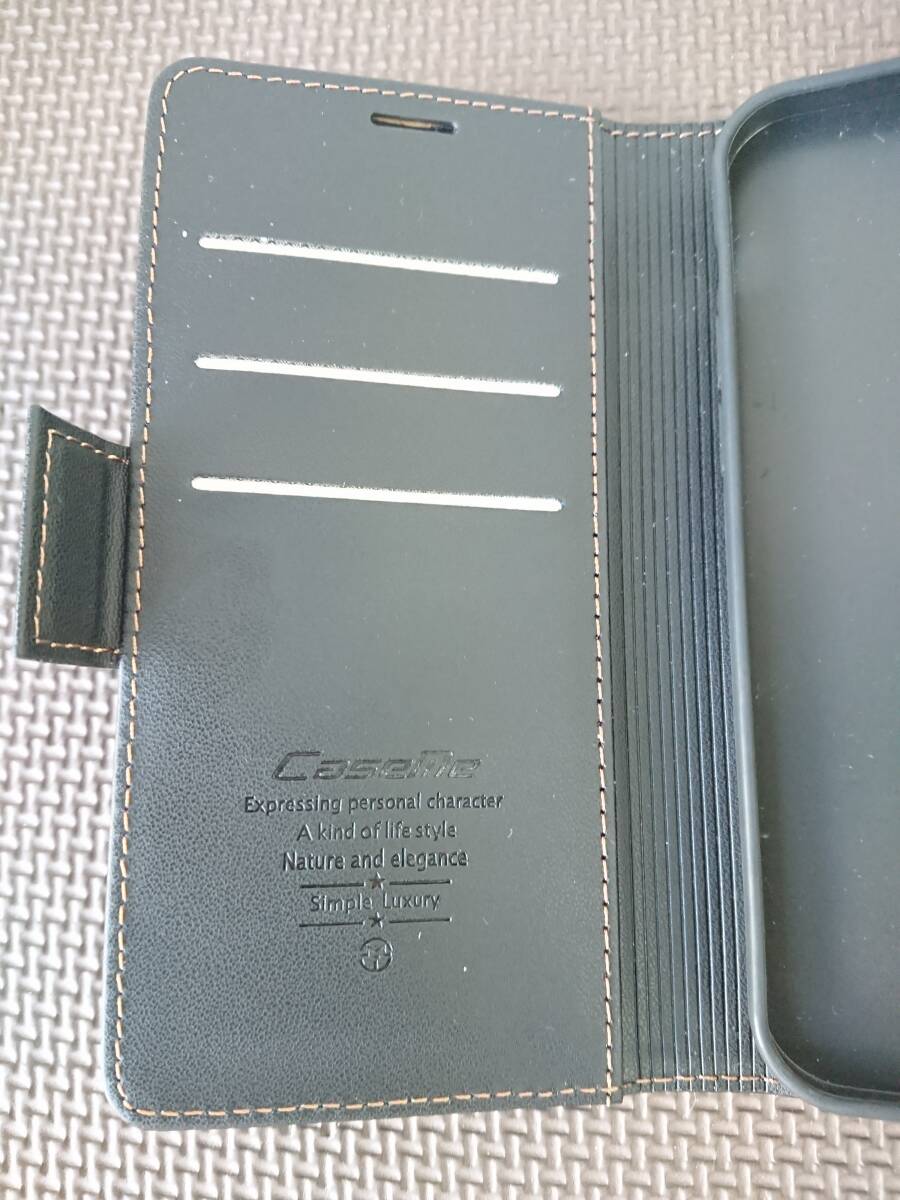 CaseMe
Expressing personal character
A kind of life style
Nature and elegance
Simple Luxury